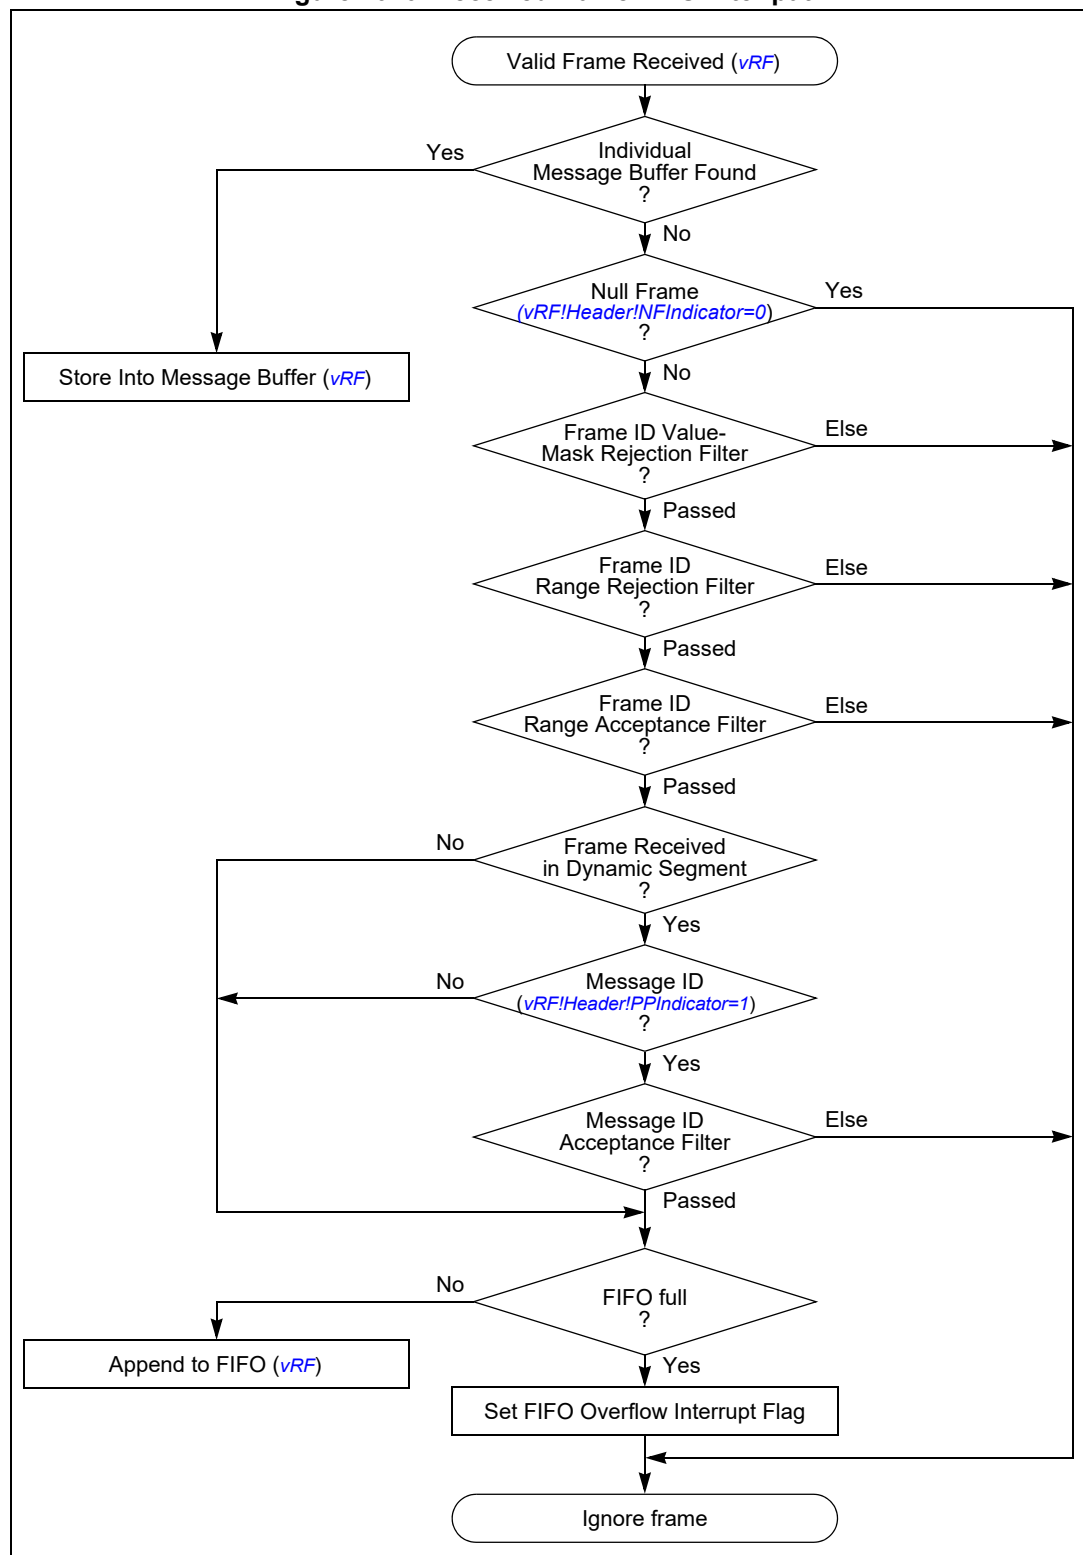 Valid Frame Received (vRF)
Yes
Individual
Message Buffer Found
?
No
Null Frame
(vRF!Header!NFIndicator=0)
?
Yes
Store Into Message Buffer (vRF)
No
Frame ID Value-
Mask Rejection Filter
?
Else
Passed
Frame ID
Range Rejection Filter
?
Else
Passed
Frame ID
Range Acceptance Filter
?
Else
Passed
No
Frame Received
in Dynamic Segment
?
Yes
No
Message ID
(vRF!Header!PPIndicator=1)
?
Yes
Message ID
Acceptance Filter
?
Else
Passed
No
FIFO full
?
Append to FIFO (vRF)
Yes
Set FIFO Overflow Interrupt Flag
Ignore frame